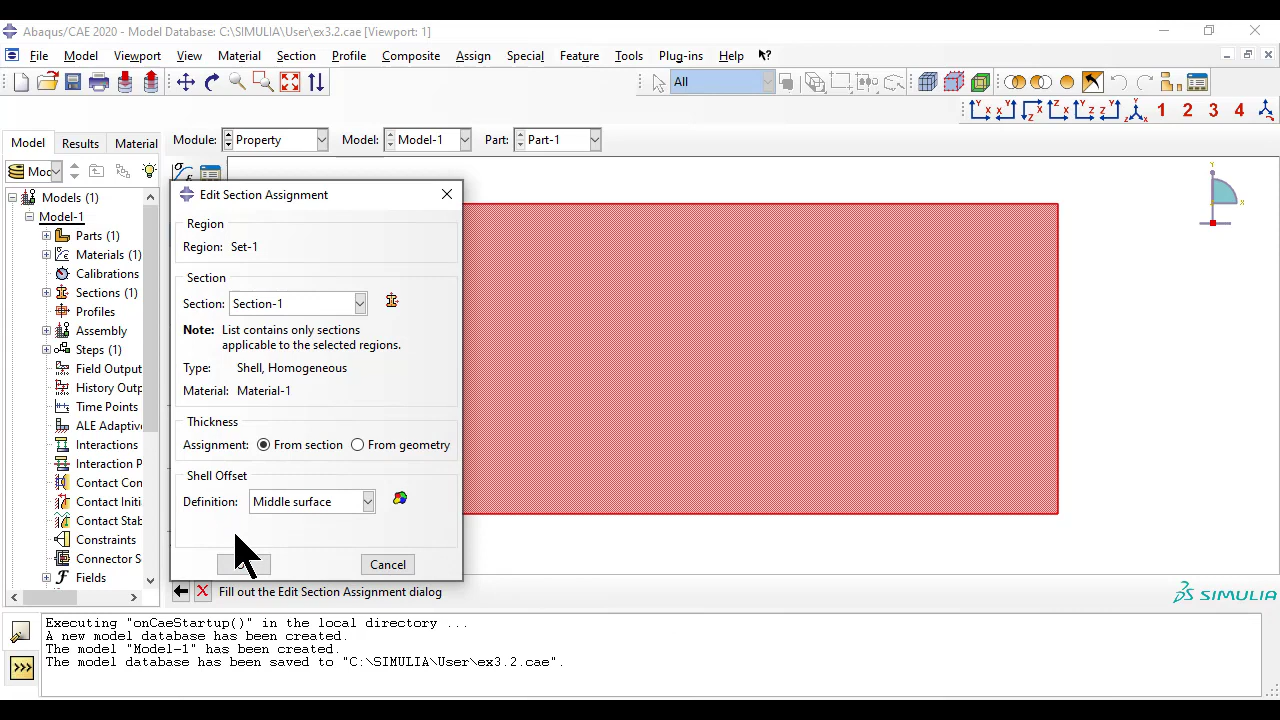 Abaqus/CAE 2020 - Model Database: C:\SIMULIA\User\ex3.2.cae [Viewport: 1]
File Model Viewport View Material Section Profile Composite Assign Special Feature Tools Plug-ins Help
All
1 2 3 4
Model Results Material
Module: Property Model: Model-1 Part: Part-1
Models (1)
Model-1
Parts (1)
Materials (1)
Calibrations
Sections (1)
Profiles
Assembly
Steps (1)
Field Outp
History Outp
Time Points
ALE Adaptiv
Interactions
Interaction P
Contact Con
Contact Initi
Contact Stab
Constraints
Connector S
Fields
Edit Section Assignment
Region
Region: Set-1
Section
Section: Section-1
Note: List contains only sections
applicable to the selected regions.
Type: Shell, Homogeneous
Material: Material-1
Thickness
Assignment: From section From geometry
Shell Offset
Definition: Middle surface
Cancel
Y
X
Fill out the Edit Section Assignment dialog
SIMULIA
Executing "onCaeStartup()" in the local directory ...
A new model database has been created.
The model "Model-1" has been created.
The model database has been saved to "C:\SIMULIA\User\ex3.2.cae".